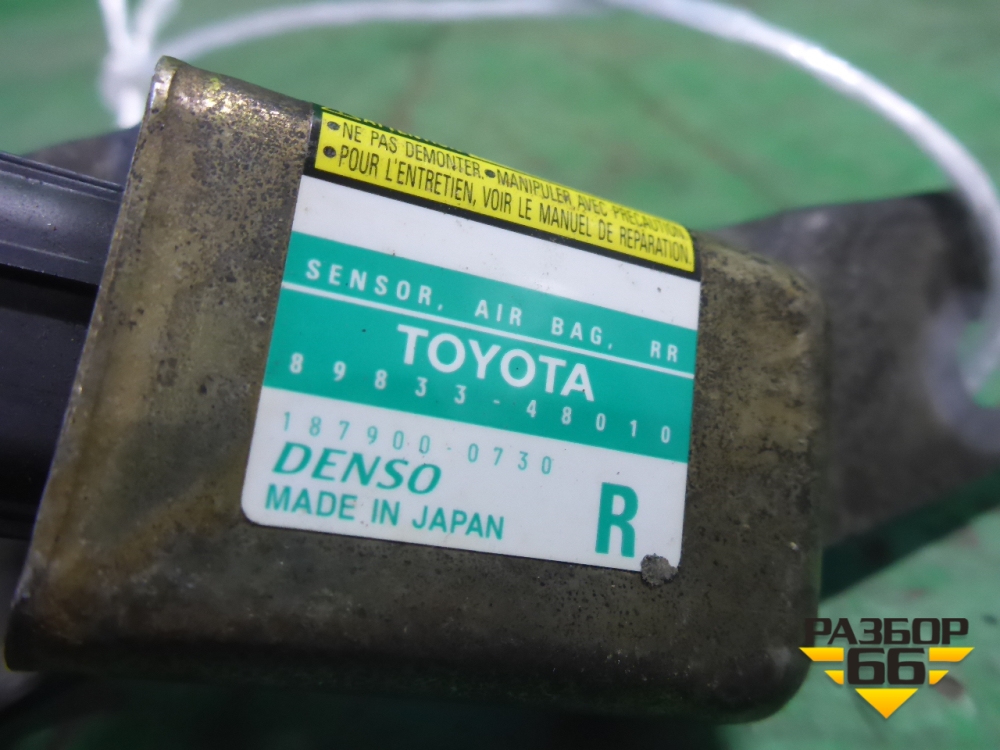 •NE PAS DEMONTER.•MANIPULER AVEC PRECAUTION.
•POUR L'ENTRETIEN, VOIR LE MANUEL DE REPARATION.
SENSOR, AIR BAG, RR
TOYOTA
89833-48010
187900-0730
DENSO
MADE IN JAPAN
R
РАЗБОР
66